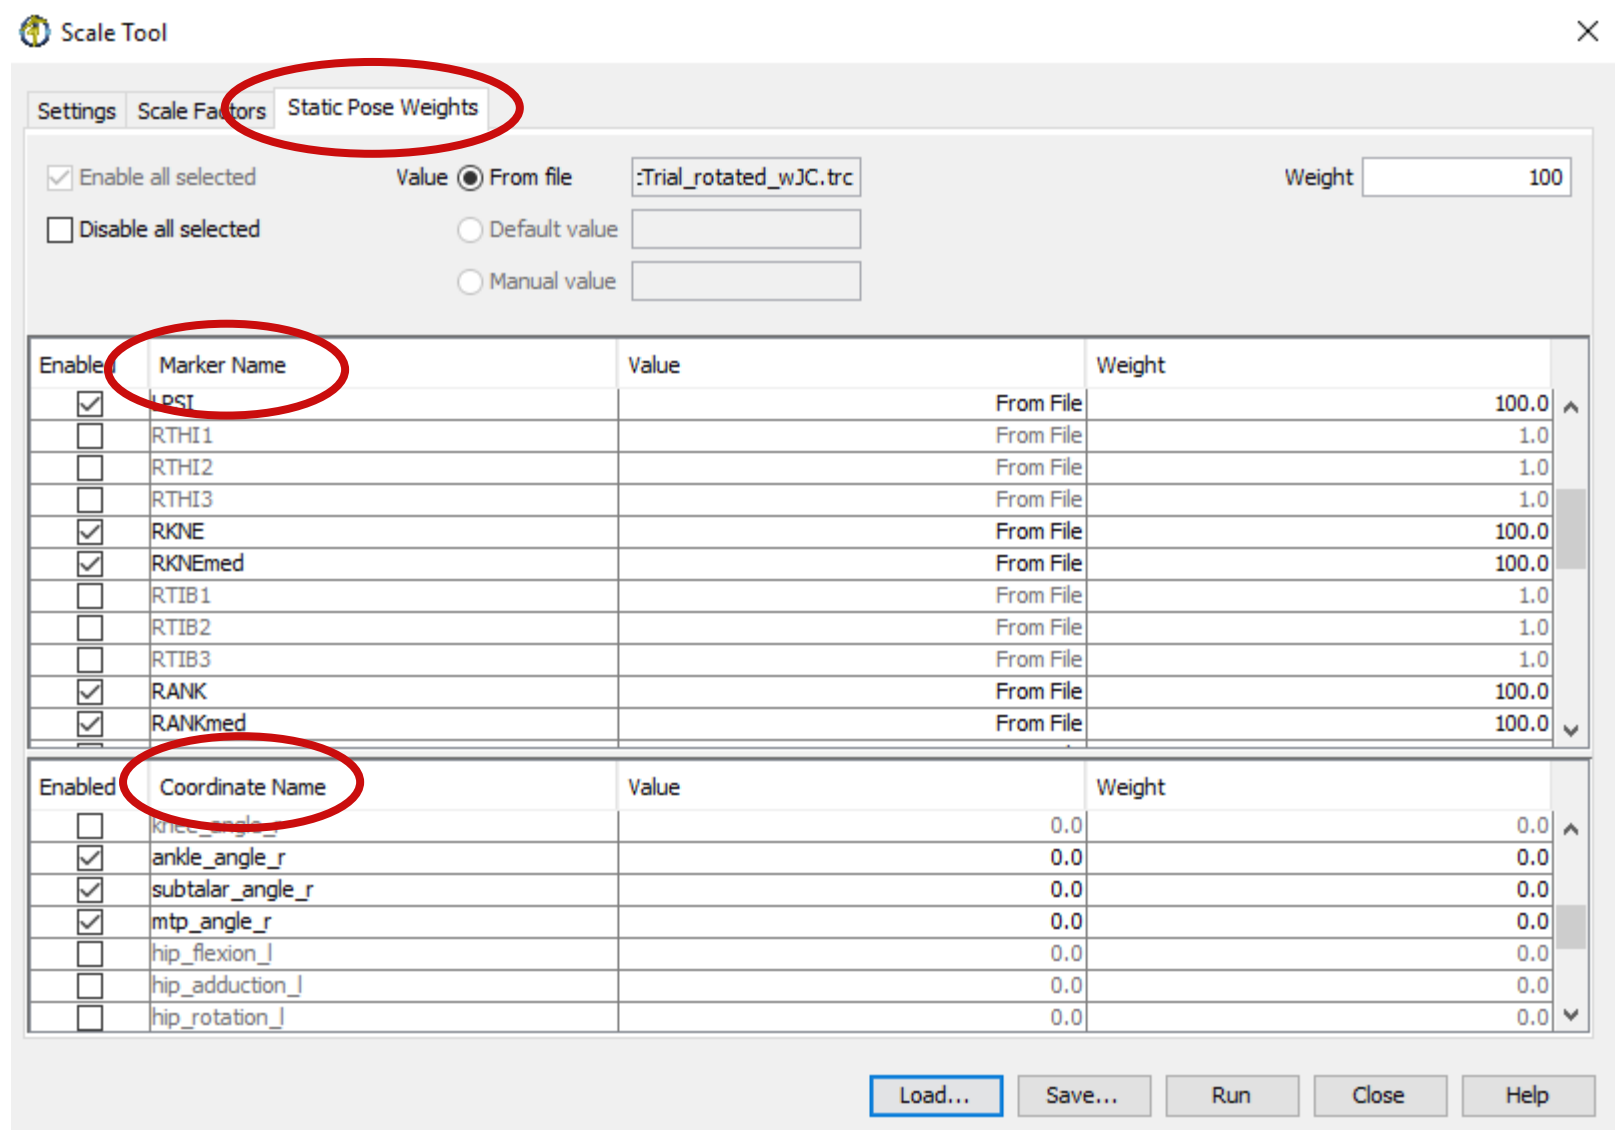 Scale Tool
Settings Scale Factors Static Pose Weights
Enable all selected Value From file :Trial_rotated_wJC.trc Weight 100
Disable all selected Default value
Manual value
Enabled Marker Name Value Weight
LPSI From File 100.0
RTHI1 From File 1.0
RTHI2 From File 1.0
RTHI3 From File 1.0
RKNE From File 100.0
RKNEmed From File 100.0
RTIB1 From File 1.0
RTIB2 From File 1.0
RTIB3 From File 1.0
RANK From File 100.0
RANKmed From File 100.0
Enabled Coordinate Name Value Weight
knee_angle_r 0.0 0.0
ankle_angle_r 0.0 0.0
subtalar_angle_r 0.0 0.0
mtp_angle_r 0.0 0.0
hip_flexion_l 0.0 0.0
hip_adduction_l 0.0 0.0
hip_rotation_l 0.0 0.0
Load... Save... Run Close Help